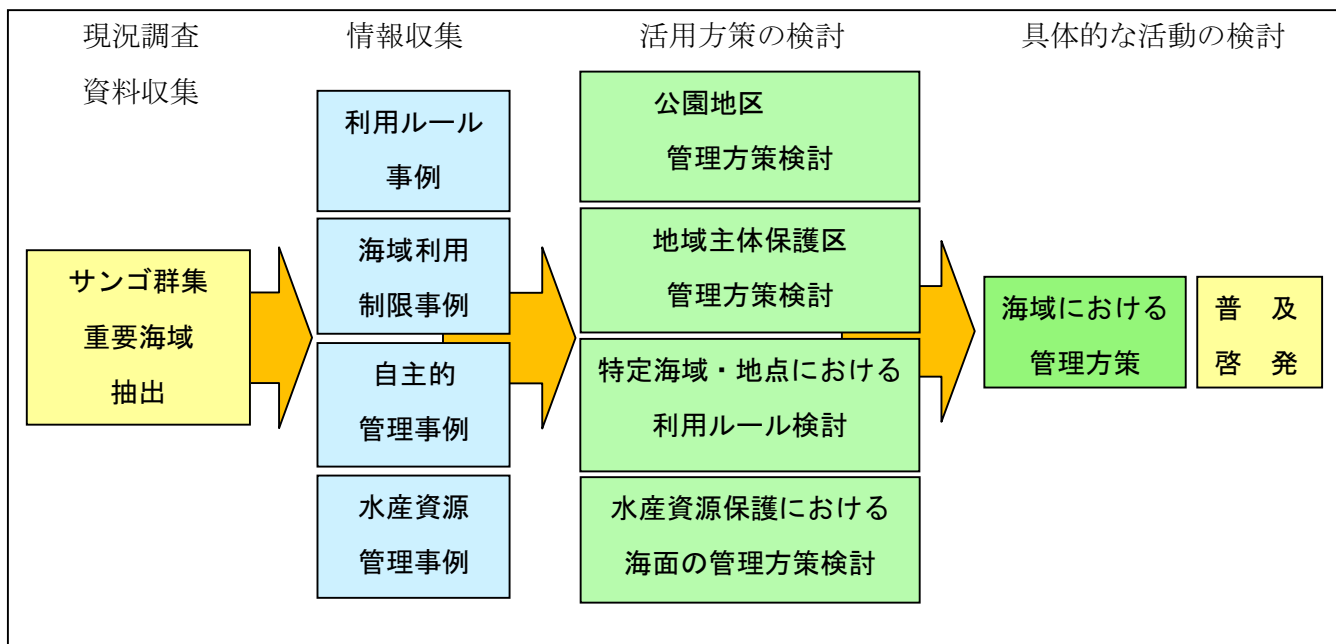 現況調査
資料収集
情報収集
活用方策の検討
具体的な活動の検討
サンゴ群集
重要海域
抽出
利用ルール
事例
海域利用
制限事例
自主的
管理事例
水産資源
管理事例
公園地区
管理方策検討
地域主体保護区
管理方策検討
特定海域・地点における
利用ルール検討
水産資源保護における
海面の管理方策検討
海域における
管理方策
普　及
啓　発